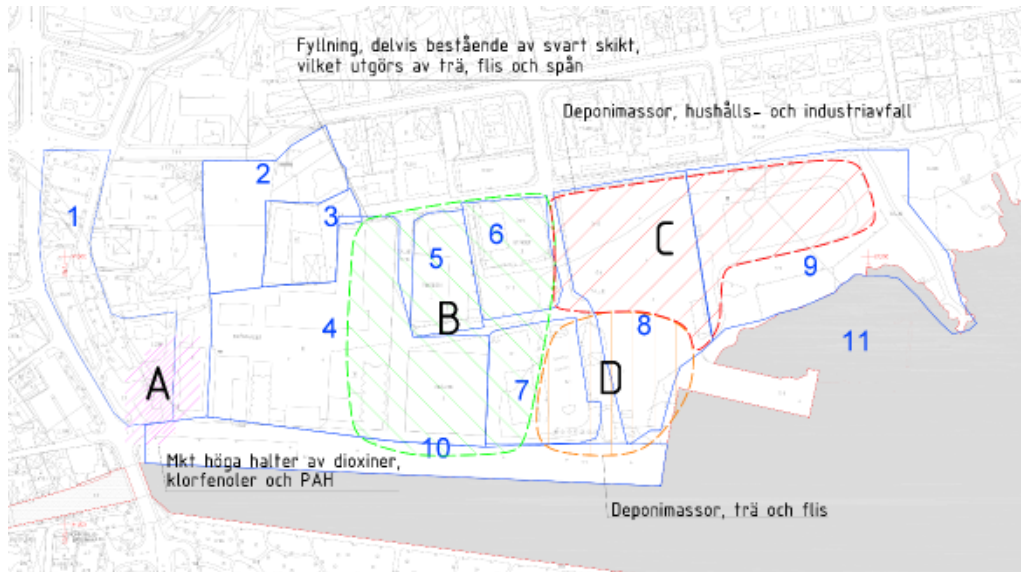 Fyllning, delvis bestående av svart skikt,
vilket utgörs av trä, flis och spån
Deponimassor, hushålls- och industriavfall
2
1
3
6
5
C
9
4
B
8
11
A
7
D
10
Mkt höga halter av dioxiner,
klorfenoler och PAH
Deponimassor, trä och flis